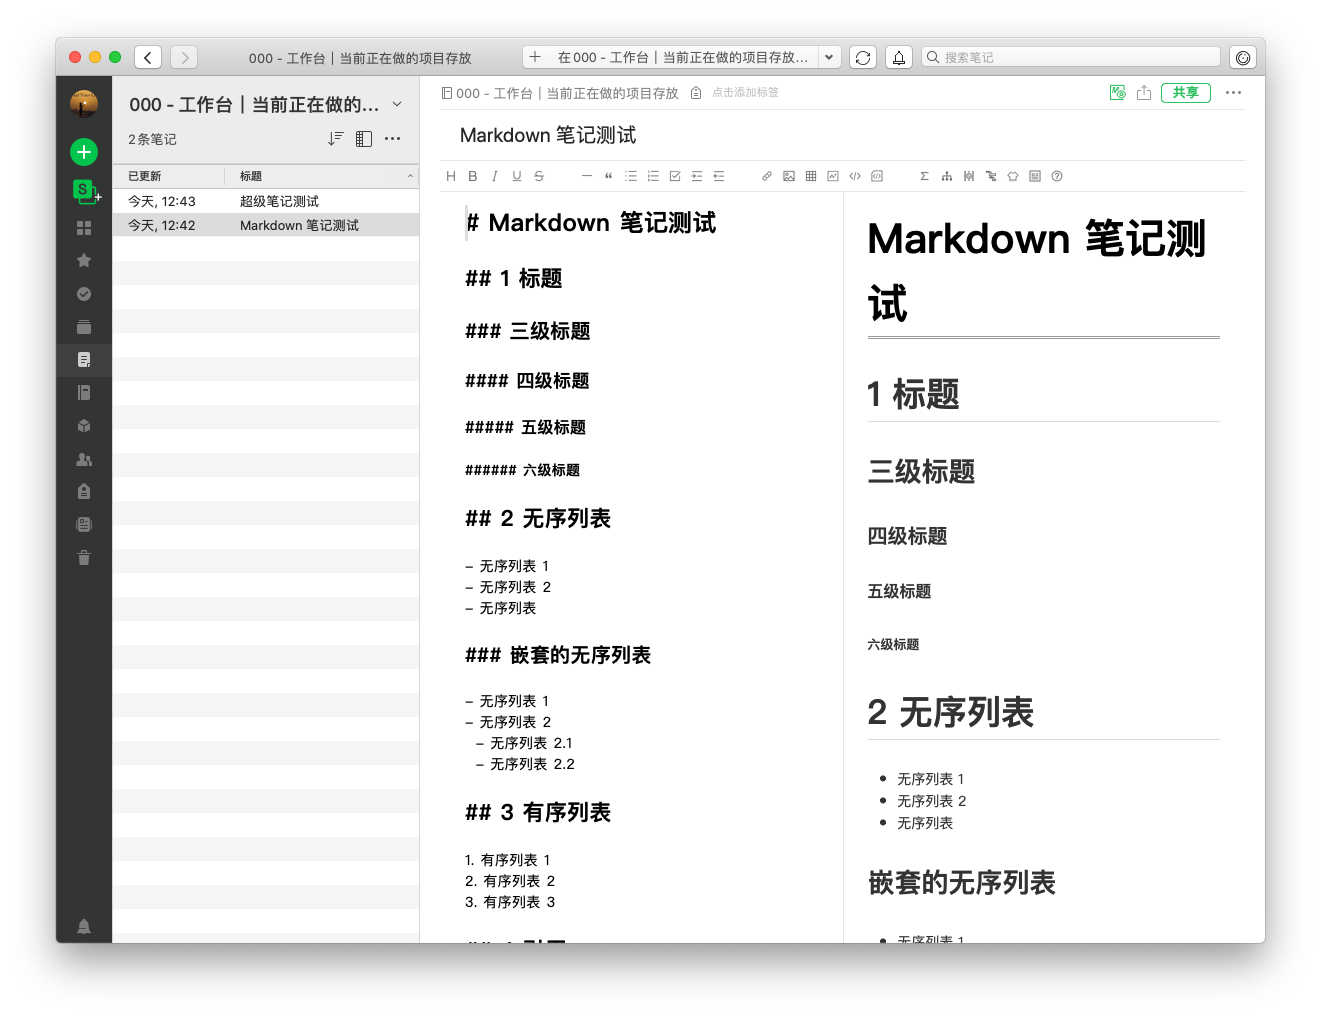 000 - 工作台｜当前正在做的项目存放
在 000 - 工作台｜当前正在做的项目存放...
搜索笔记
000 - 工作台｜当前正在做的...
2 条笔记
已更新 标题
今天, 12:43 超级笔记测试
今天, 12:42 Markdown 笔记测试
000 - 工作台｜当前正在做的项目存放 点击添加标签
共享
Markdown 笔记测试
H B I U S
# Markdown 笔记测试
## 1 标题
### 三级标题
#### 四级标题
##### 五级标题
###### 六级标题
## 2 无序列表
- 无序列表 1
- 无序列表 2
- 无序列表
### 嵌套的无序列表
- 无序列表 1
- 无序列表 2
- 无序列表 2.1
- 无序列表 2.2
## 3 有序列表
1. 有序列表 1
2. 有序列表 2
3. 有序列表 3
Markdown 笔记测
试
1 标题
三级标题
四级标题
五级标题
六级标题
2 无序列表
• 无序列表 1
• 无序列表 2
• 无序列表
嵌套的无序列表
• 无序列表 1